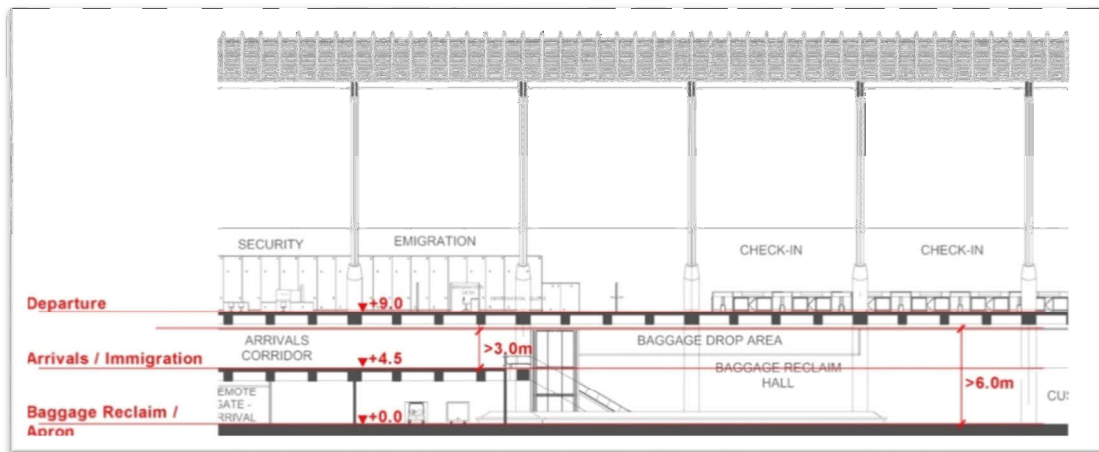 SECURITY
EMIGRATION
CHECK-IN
CHECK-IN
Departure
+9.0
ARRIVALS
CORRIDOR
>3.0m
BAGGAGE DROP AREA
Arrivals / Immigration
+4.5
BAGGAGE RECLAIM
HALL
>6.0m
EMOTE
GATE -
RRIVAL
CUS
Baggage Reclaim /
Apron
+0.0